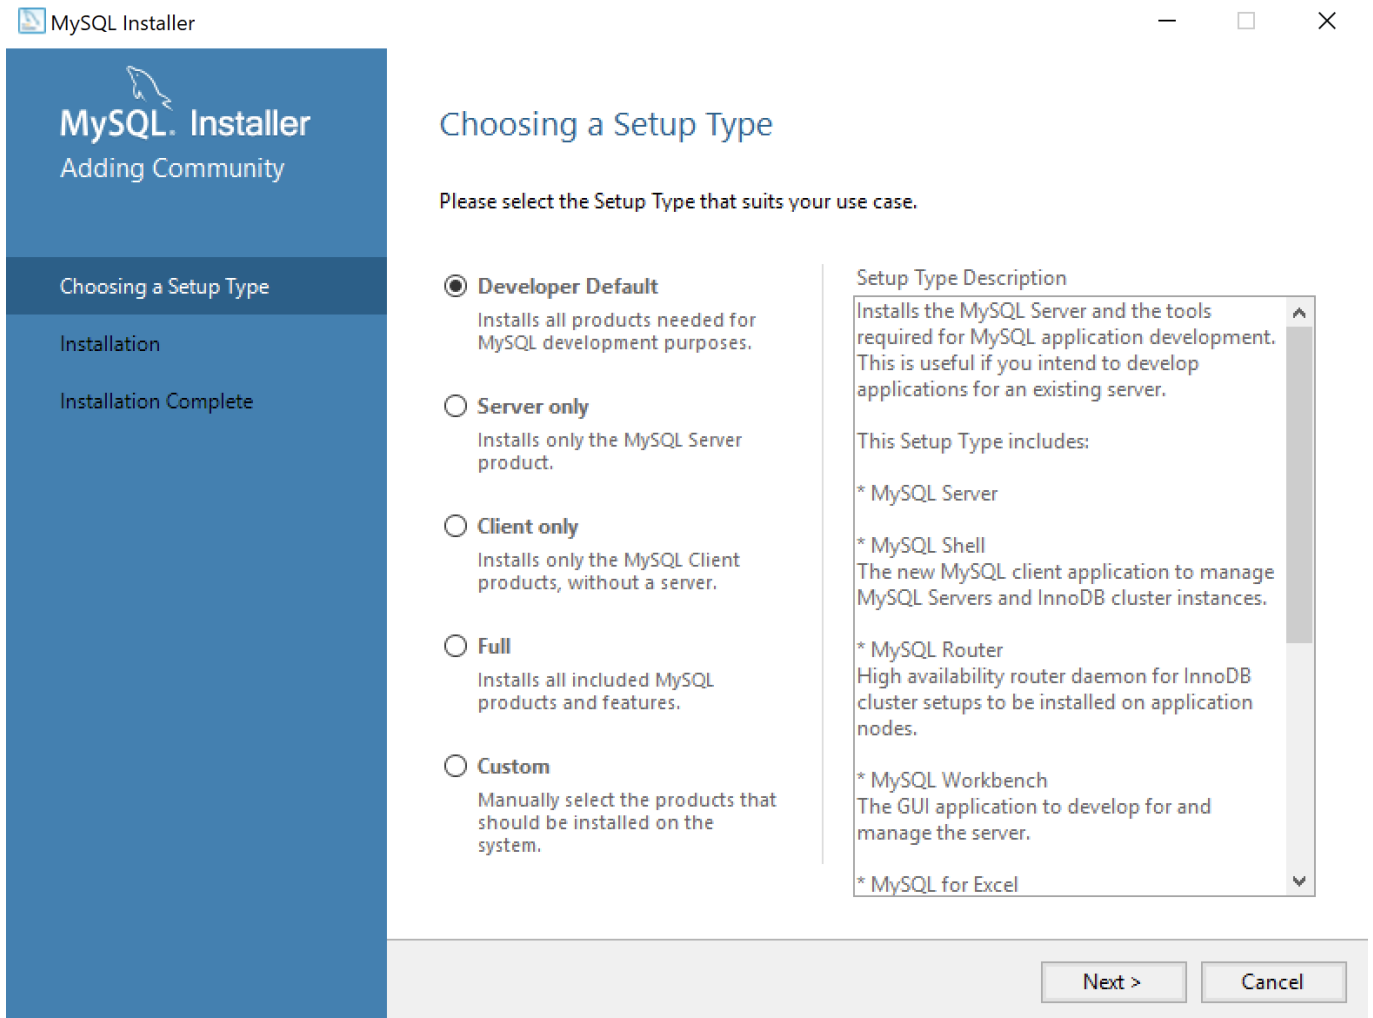 MySQL Installer
MySQL. Installer
Adding Community
Choosing a Setup Type
Installation
Installation Complete
Choosing a Setup Type
Please select the Setup Type that suits your use case.
Developer Default
Installs all products needed for
MySQL development purposes.
Server only
Installs only the MySQL Server
product.
Client only
Installs only the MySQL Client
products, without a server.
Full
Installs all included MySQL
products and features.
Custom
Manually select the products that
should be installed on the
system.
Setup Type Description
Installs the MySQL Server and the tools
required for MySQL application development.
This is useful if you intend to develop
applications for an existing server.
This Setup Type includes:
* MySQL Server
* MySQL Shell
The new MySQL client application to manage
MySQL Servers and InnoDB cluster instances.
* MySQL Router
High availability router daemon for InnoDB
cluster setups to be installed on application
nodes.
* MySQL Workbench
The GUI application to develop for and
manage the server.
* MySQL for Excel
Next >
Cancel